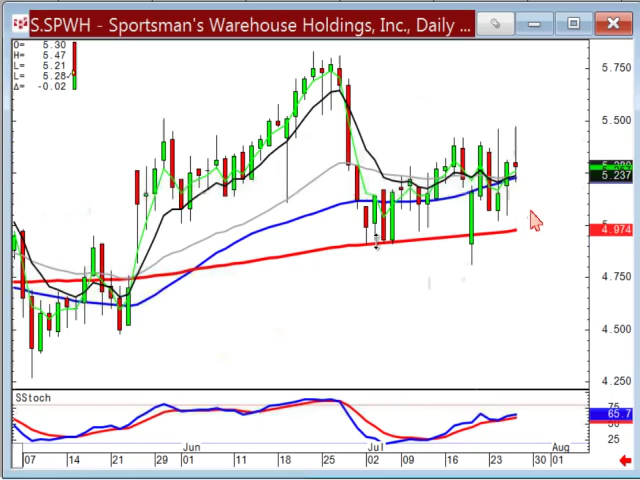 S.SPWH - Sportsman's Warehouse Holdings, Inc., Daily ...
O= 5.30
H= 5.47
L= 5.21
L= 5.28
Δ= -0.02
5.750
5.500
5.237
4.974
4.750
4.500
4.250
SStoch
75
65.7
25
Jun Jul Aug
07 14 21 29 01 11 18 25 02 09 16 23 30 01